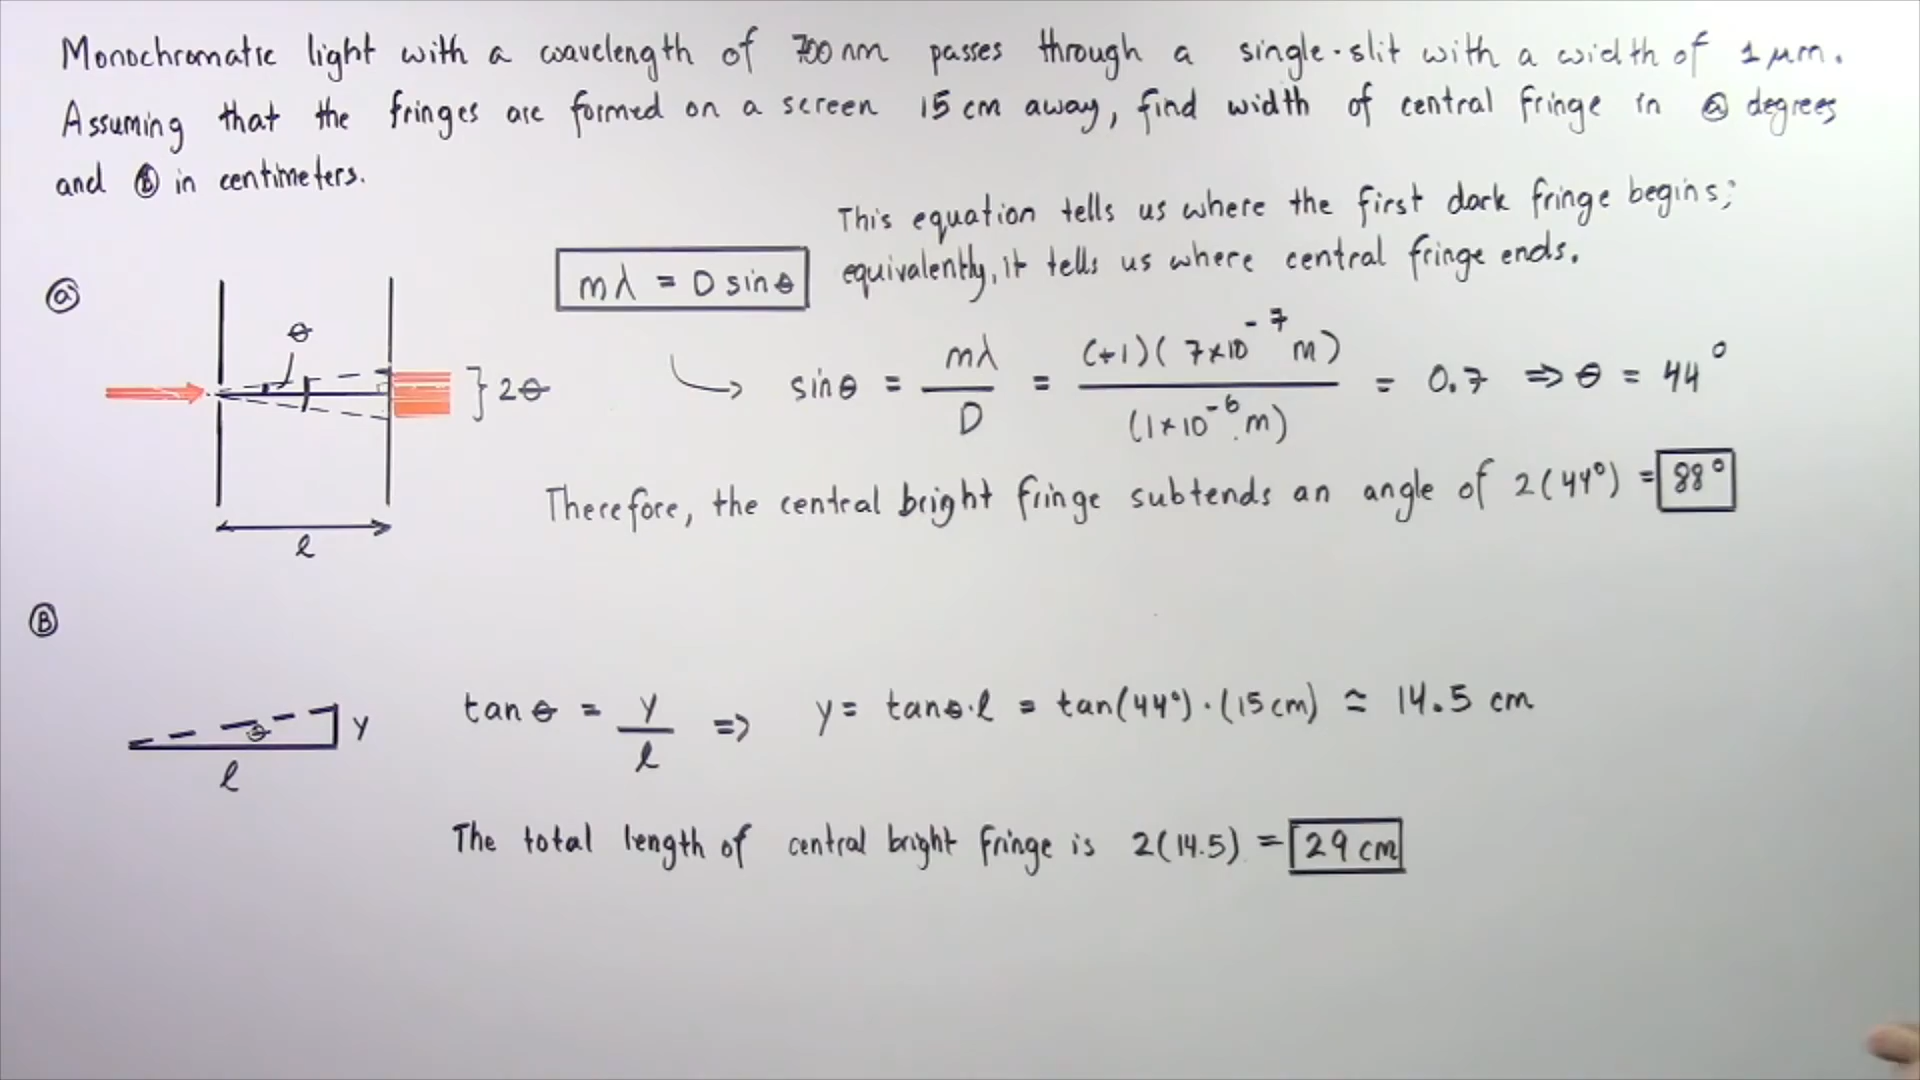 Monochromatic light with a wavelength of 700 nm passes through a single-slit with a width of 1 μm.
Assuming that the fringes are formed on a screen 15 cm away, find width of central fringe in ⓐ degrees
and Ⓑ in centimeters.
This equation tells us where the first dark fringe begins;
equivalently, it tells us where central fringe ends.
ⓐ
mλ = D sinθ
θ
} 2θ
l
sinθ = mλ/D = (+1)(7×10⁻⁷ m)/(1×10⁻⁶ m) = 0.7 ⇒ θ = 44°
Therefore, the central bright fringe subtends an angle of 2(44°) = 88°
Ⓑ
θ
y
l
tan θ = y/l ⇒ y = tanθ·l = tan(44°)·(15 cm) ≈ 14.5 cm
The total length of central bright fringe is 2(14.5) = 29 cm